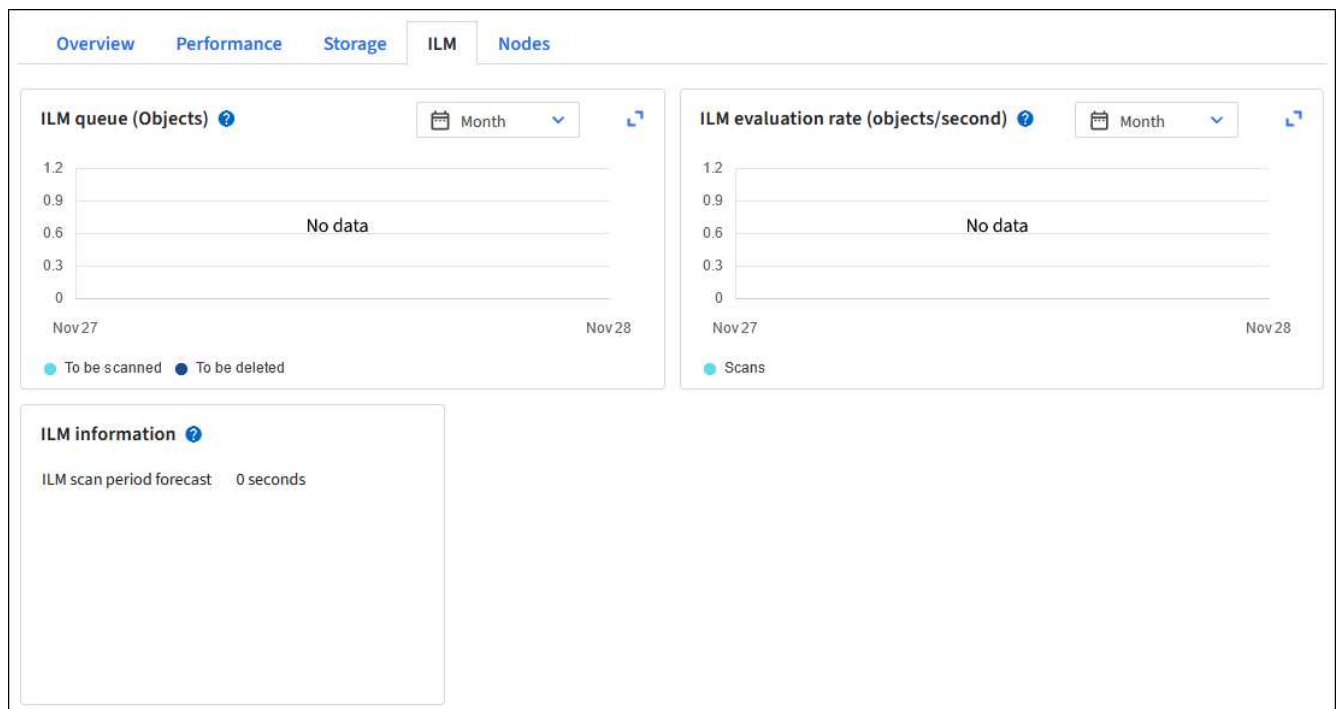 Overview Performance Storage ILM Nodes
ILM queue (Objects) ? Month
1.2
0.9
0.6
0.3
0
No data
Nov 27 Nov 28
To be scanned To be deleted
ILM evaluation rate (objects/second) ? Month
1.2
0.9
0.6
0.3
0
No data
Nov 27 Nov 28
Scans
ILM information ?
ILM scan period forecast 0 seconds